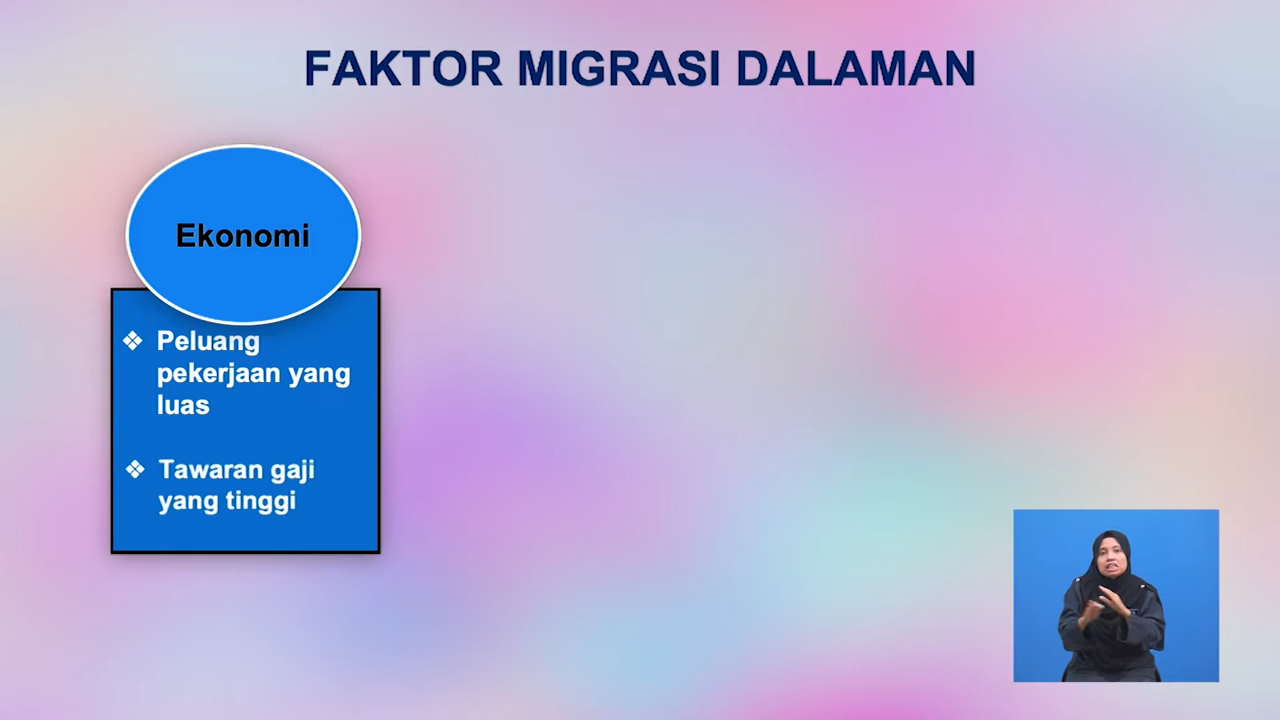 FAKTOR MIGRASI DALAMAN
Ekonomi
❖ Peluang
pekerjaan yang
luas
❖ Tawaran gaji
yang tinggi